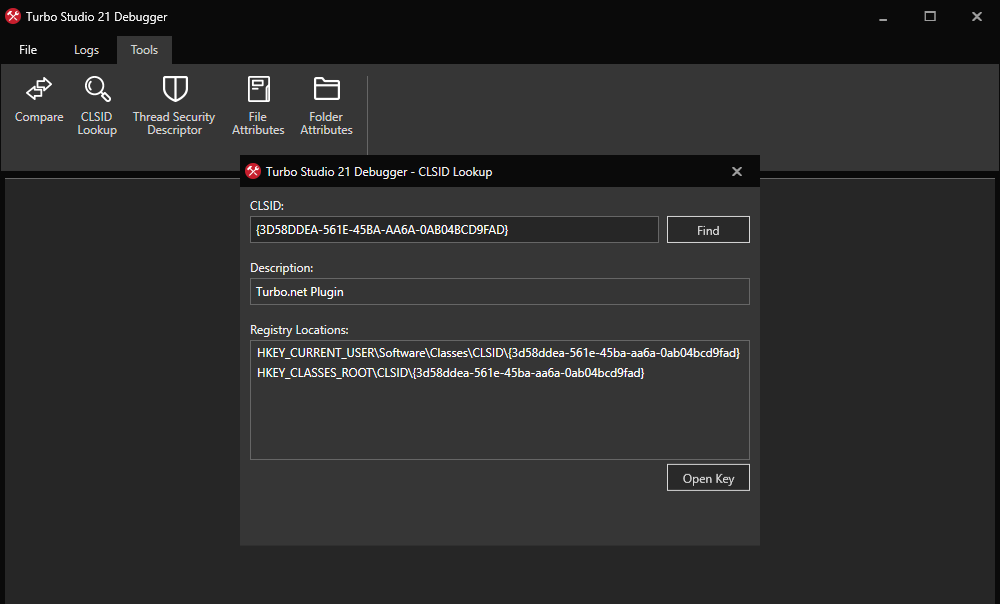 Turbo Studio 21 Debugger
File Logs Tools
Compare
CLSID
Lookup
Thread Security
Descriptor
File
Attributes
Folder
Attributes
Turbo Studio 21 Debugger - CLSID Lookup
CLSID:
{3D58DDEA-561E-45BA-AA6A-0AB04BCD9FAD}
Find
Description:
Turbo.net Plugin
Registry Locations:
HKEY_CURRENT_USER\Software\Classes\CLSID\{3d58ddea-561e-45ba-aa6a-0ab04bcd9fad}
HKEY_CLASSES_ROOT\CLSID\{3d58ddea-561e-45ba-aa6a-0ab04bcd9fad}
Open Key